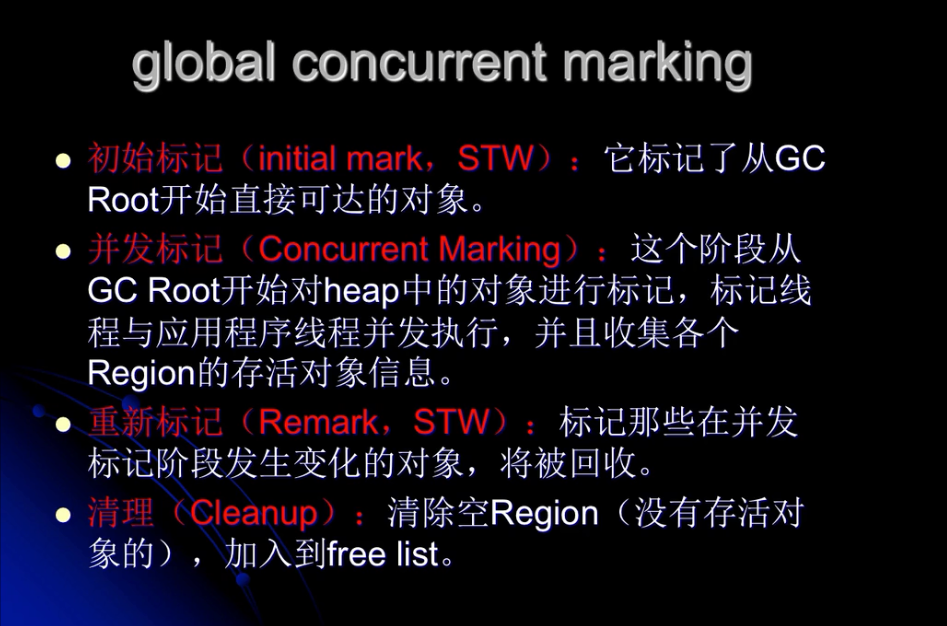 global concurrent marking
初始标记（initial mark，STW）：它标记了从GC
Root开始直接可达的对象。
并发标记（Concurrent Marking）：这个阶段从
GC Root开始对heap中的对象进行标记，标记线
程与应用程序线程并发执行，并且收集各个
Region的存活对象信息。
重新标记（Remark，STW）：标记那些在并发
标记阶段发生变化的对象，将被回收。
清理（Cleanup）：清除空Region（没有存活对
象的），加入到free list。